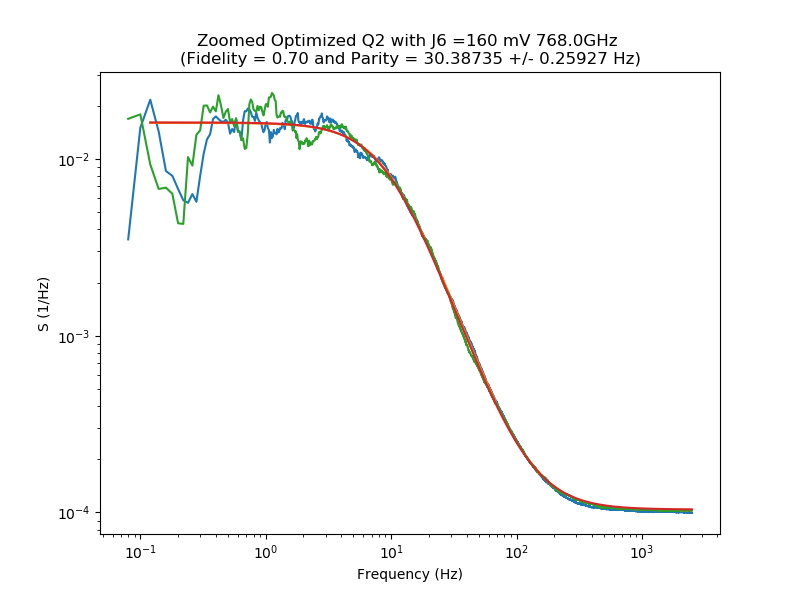 Zoomed Optimized Q2 with J6 =160 mV 768.0GHz
(Fidelity = 0.70 and Parity = 30.38735 +/- 0.25927 Hz)
S (1/Hz)
10⁻²
10⁻³
10⁻⁴
10⁻¹ 10⁰ 10¹ 10² 10³
Frequency (Hz)